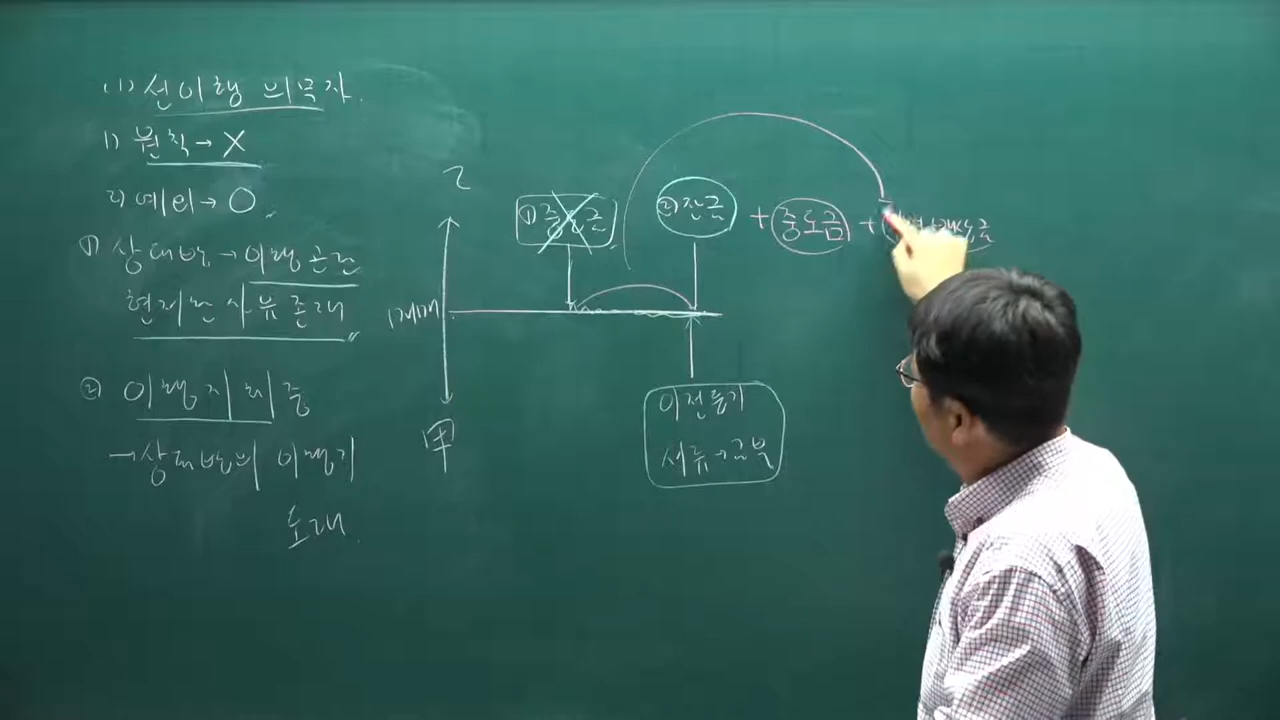 (1) 선이행 의무자.
1) 원칙 → X
2) 예외 → O.
① 상대방 → 이행곤란
현저한 사유 존재
② 이행지체 중
→ 상대방의 이행기
도래.
乙
① 중도금
② 잔금
+ 중도금 +
매매
甲
이전등기
서류 → 교부